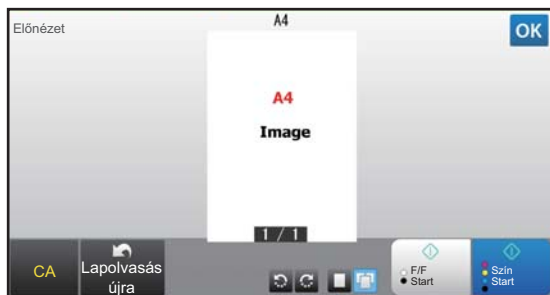 Előnézet
A4
OK
A4
Image
1 / 1
CA
Lapolvasás
újra
F/F
Start
Szín
Start